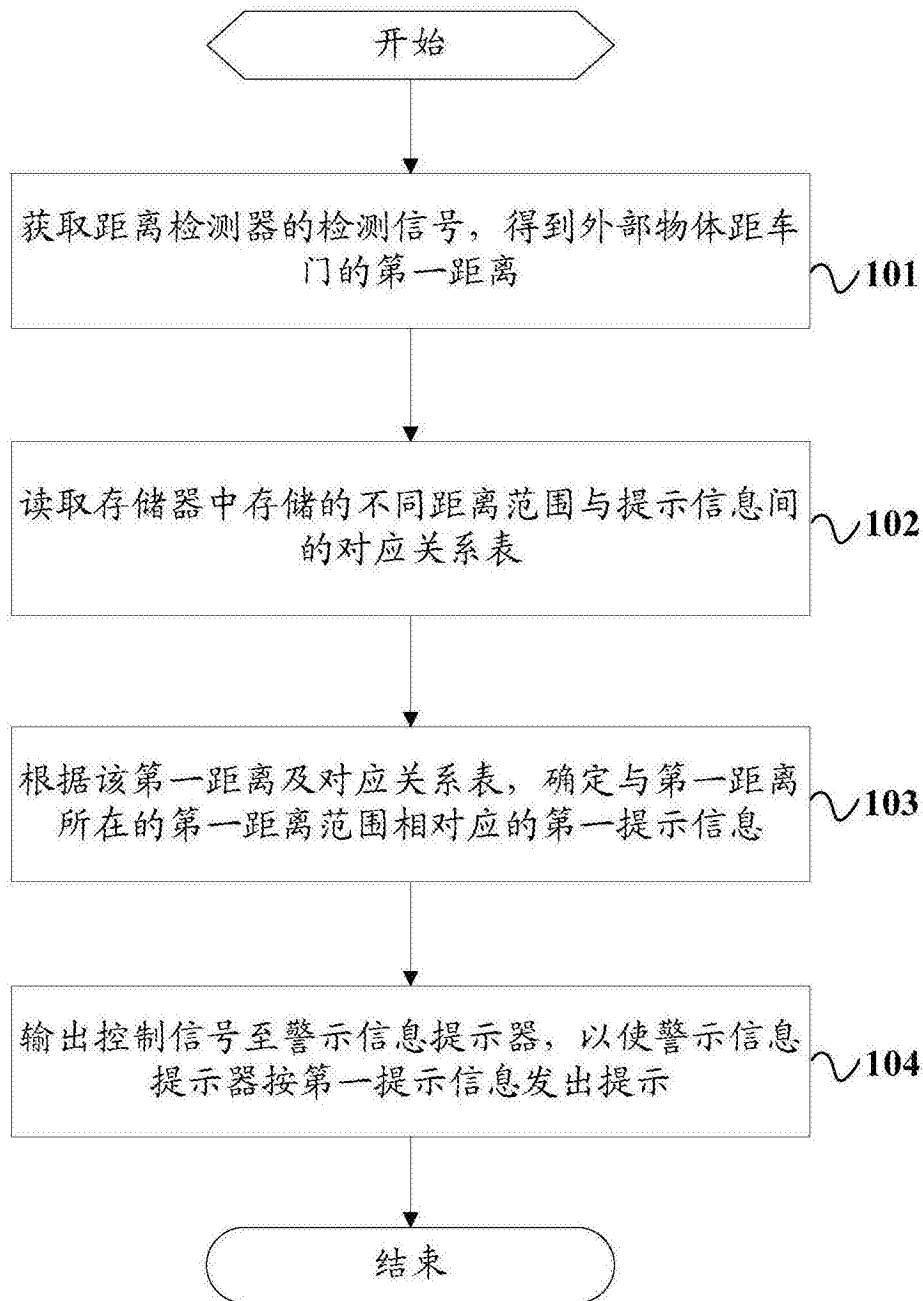 开始
获取距离检测器的检测信号，得到外部物体距车
门的第一距离
101
读取存储器中存储的不同距离范围与提示信息间
的对应关系表
102
根据该第一距离及对应关系表，确定与第一距离
所在的第一距离范围相对应的第一提示信息
103
输出控制信号至警示信息提示器，以使警示信息
提示器按第一提示信息发出提示
104
结束